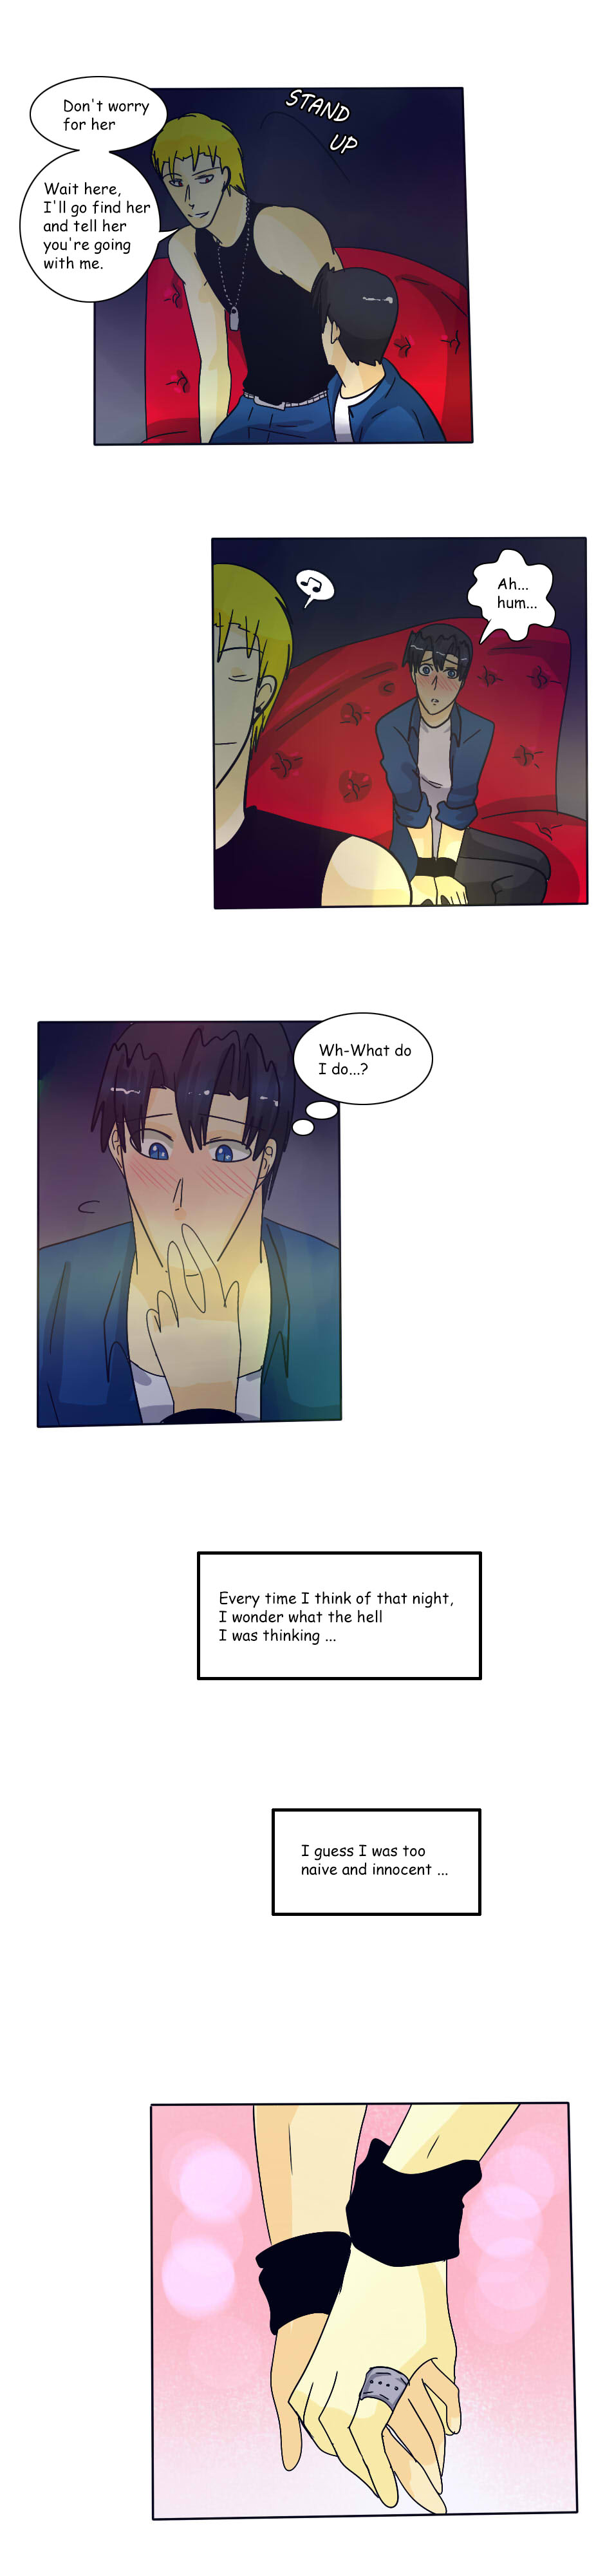 Don't worry
for her
STAND
UP
Wait here,
I'll go find her
and tell her
you're going
with me.
Ah...
hum...
Wh-What do
I do...?
Every time I think of that night,
I wonder what the hell
I was thinking ...
I guess I was too
naive and innocent ...